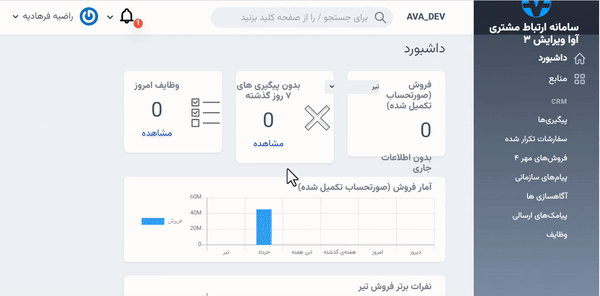 سامانه ارتباط مشتری
آوا ویرایش ۳
داشبورد
منابع
CRM
پیگیری‌ها
سفارشات تکرار شده
فروش‌های مهر ۴
پیام‌های سازمانی
آگاهسازی ها
پیامک‌های ارسالی
وظایف
AVA_DEV
برای جستجو / را از صفحه کلید بزنید
1
راضیه فرهادیه
داشبورد
فروش
(صورتحساب
تکمیل شده)
تیر
0
بدون اطلاعات
جاری
بدون پیگیری های
۷ روز گذشته
0
مشاهده
وظایف امروز
0
مشاهده
آمار فروش (صورتحساب تکمیل شده)
فروش
60M
40M
20M
0
تیر
خرداد
این هفته
هفته‌ی گذشته
امروز
دیروز
نفرات برتر فروش تیر